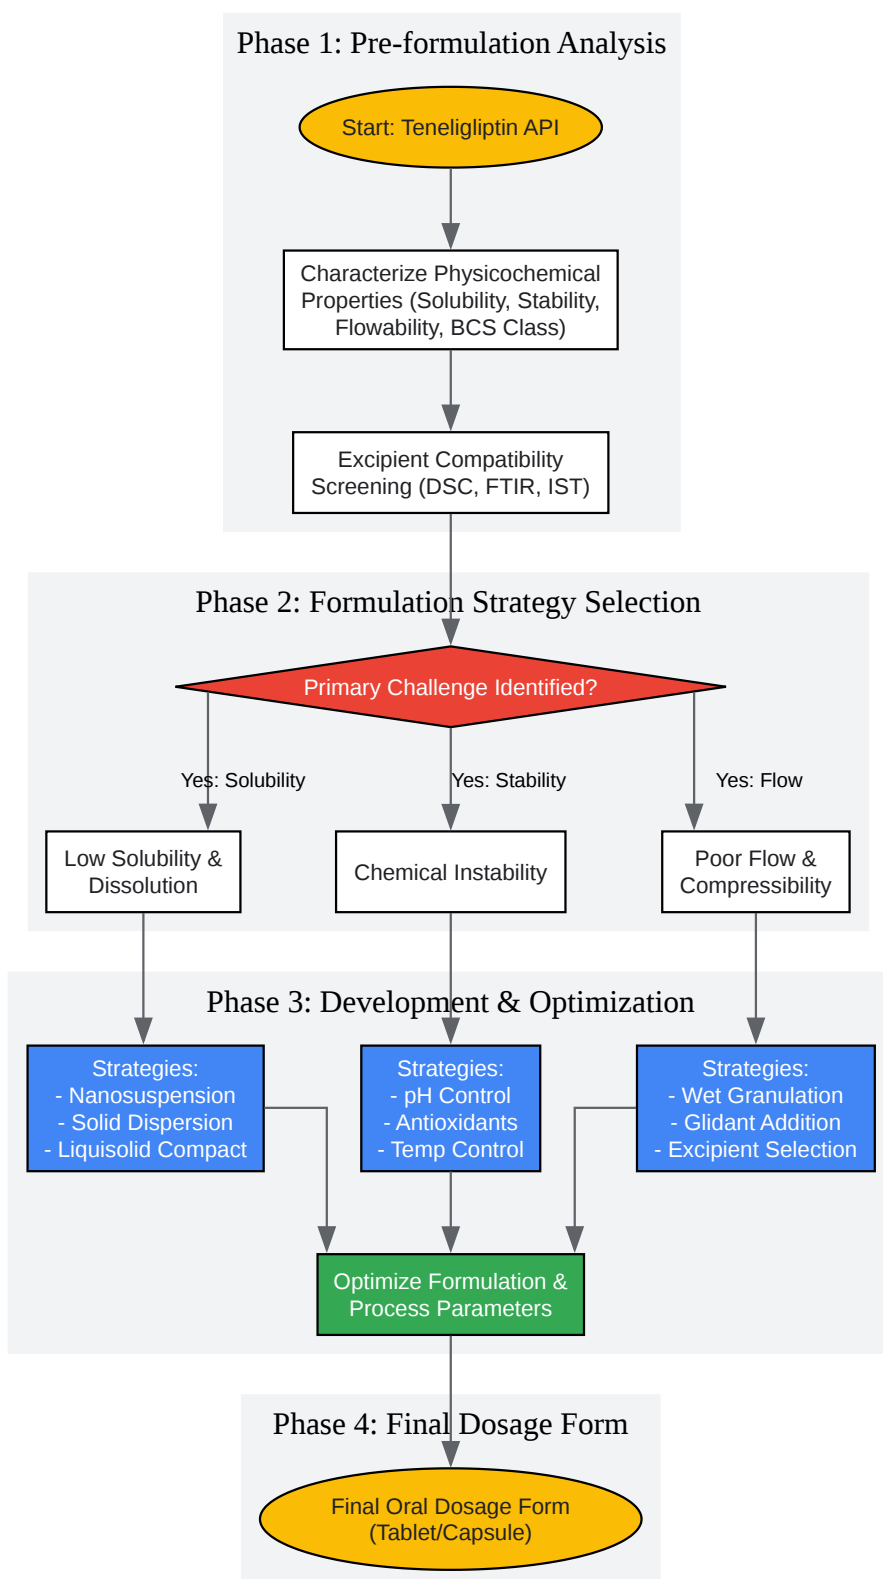 Phase 1: Pre-formulation Analysis
Start: Teneligliptin API
Characterize Physicochemical
Properties (Solubility, Stability,
Flowability, BCS Class)
Excipient Compatibility
Screening (DSC, FTIR, IST)
Phase 2: Formulation Strategy Selection
Primary Challenge Identified?
Yes: Solubility
Yes: Stability
Yes: Flow
Low Solubility &
Dissolution
Chemical Instability
Poor Flow &
Compressibility
Phase 3: Development & Optimization
Strategies:
- Nanosuspension
- Solid Dispersion
- Liquisolid Compact
Strategies:
- pH Control
- Antioxidants
- Temp Control
Strategies:
- Wet Granulation
- Glidant Addition
- Excipient Selection
Optimize Formulation &
Process Parameters
Phase 4: Final Dosage Form
Final Oral Dosage Form
(Tablet/Capsule)